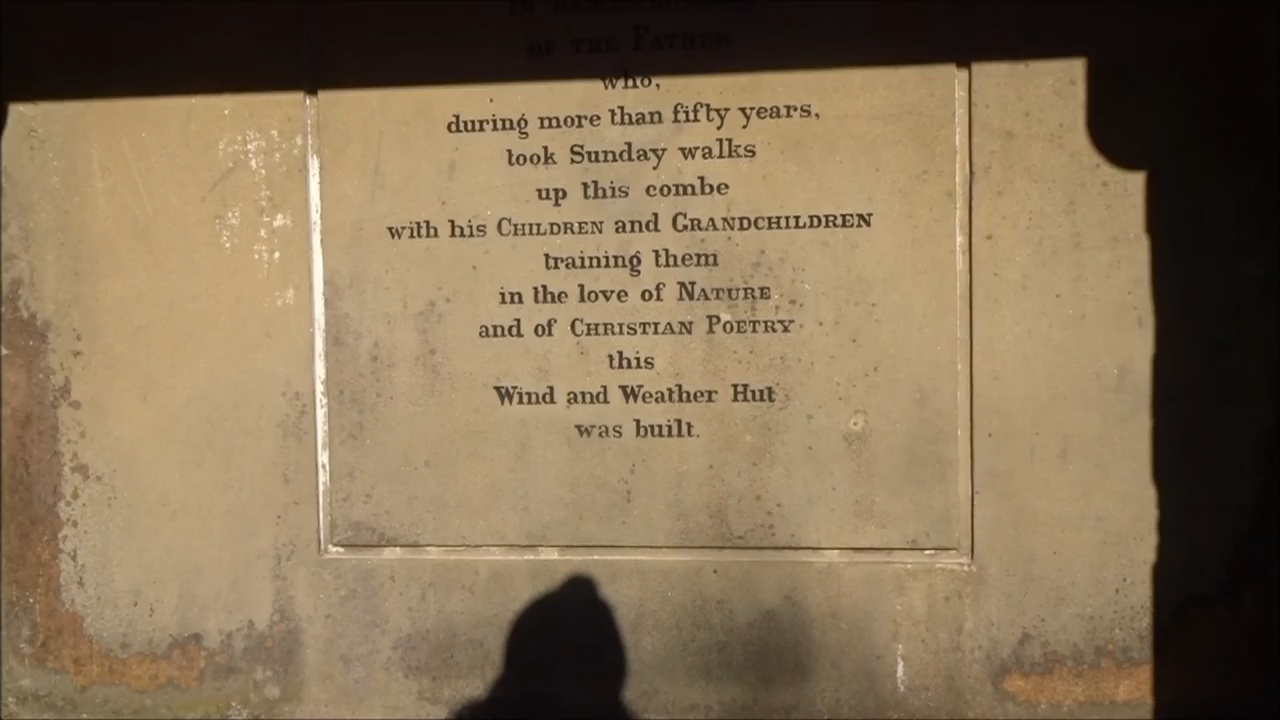 OF THE FATHER
who,
during more than fifty years,
took Sunday walks
up this combe
with his CHILDREN and GRANDCHILDREN
training them
in the love of NATURE
and of CHRISTIAN POETRY
this
Wind and Weather Hut
was built.